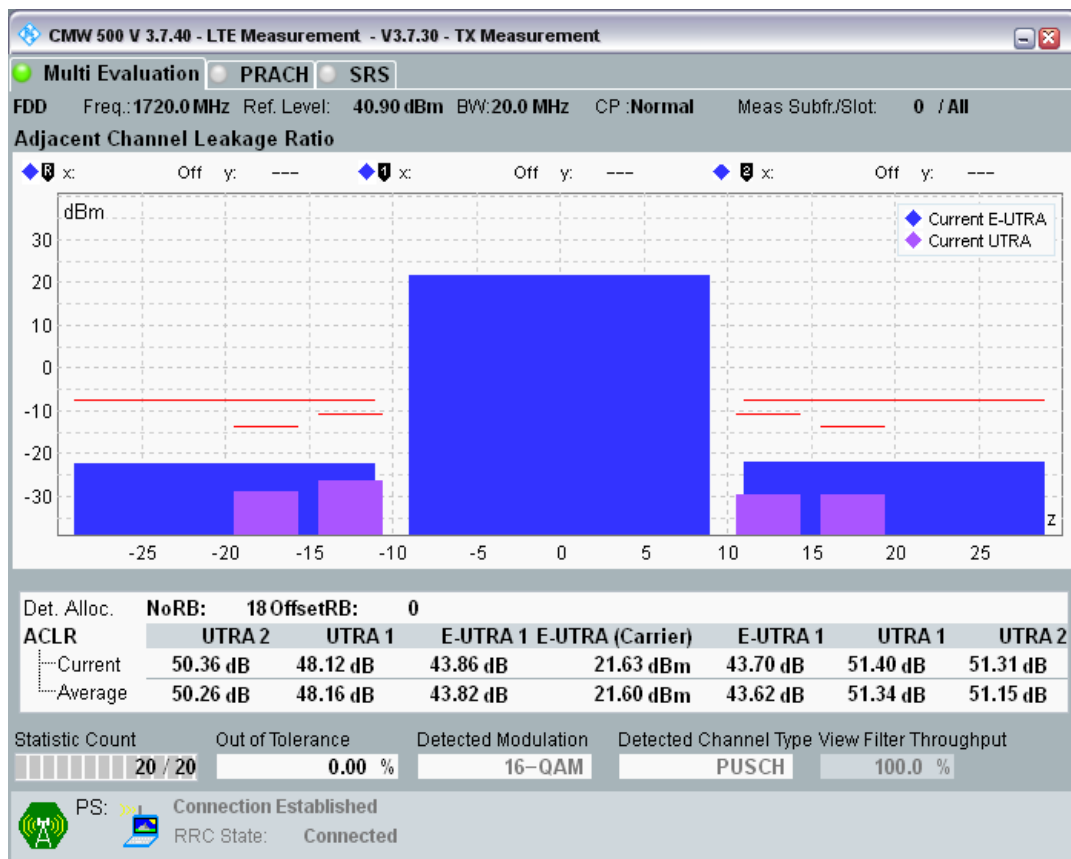 CMW 500 V 3.7.40 - LTE Measurement - V3.7.30 - TX Measurement
Multi Evaluation PRACH SRS
FDD Freq.:1720.0 MHz Ref. Level: 40.90 dBm BW:20.0 MHz CP :Normal Meas Subfr./Slot: 0 / All
Adjacent Channel Leakage Ratio
R x: Off y: --- 1 x: Off y: --- 2 x: Off y: ---
dBm
Current E-UTRA
Current UTRA
30
20
10
0
-10
-20
-30
z
-25 -20 -15 -10 -5 0 5 10 15 20 25
Det. Alloc. NoRB: 18 OffsetRB: 0
ACLR UTRA 2 UTRA 1 E-UTRA 1 E-UTRA (Carrier) E-UTRA 1 UTRA 1 UTRA 2
Current 50.36 dB 48.12 dB 43.86 dB 21.63 dBm 43.70 dB 51.40 dB 51.31 dB
Average 50.26 dB 48.16 dB 43.82 dB 21.60 dBm 43.62 dB 51.34 dB 51.15 dB
Statistic Count Out of Tolerance Detected Modulation Detected Channel Type View Filter Throughput
20 / 20 0.00 % 16-QAM PUSCH 100.0 %
PS: Connection Established
RRC State: Connected